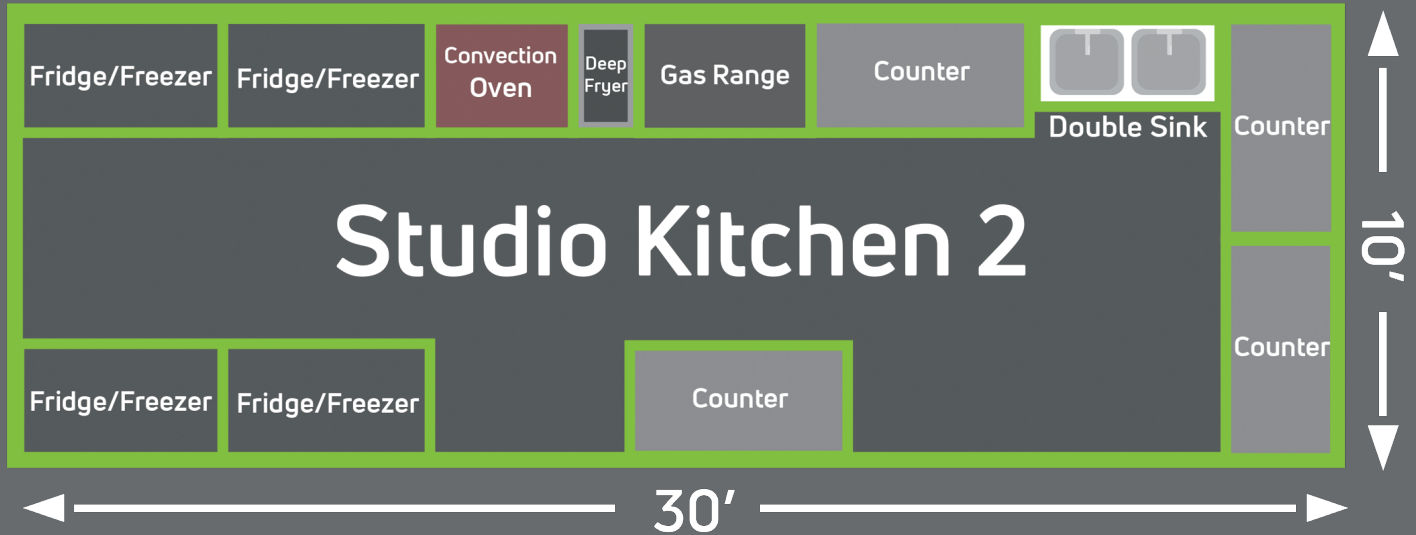 Fridge/Freezer
Fridge/Freezer
Convection
Oven
Deep
Fryer
Gas Range
Counter
Double Sink
Counter
Studio Kitchen 2
10'
Fridge/Freezer
Fridge/Freezer
Counter
Counter
30'